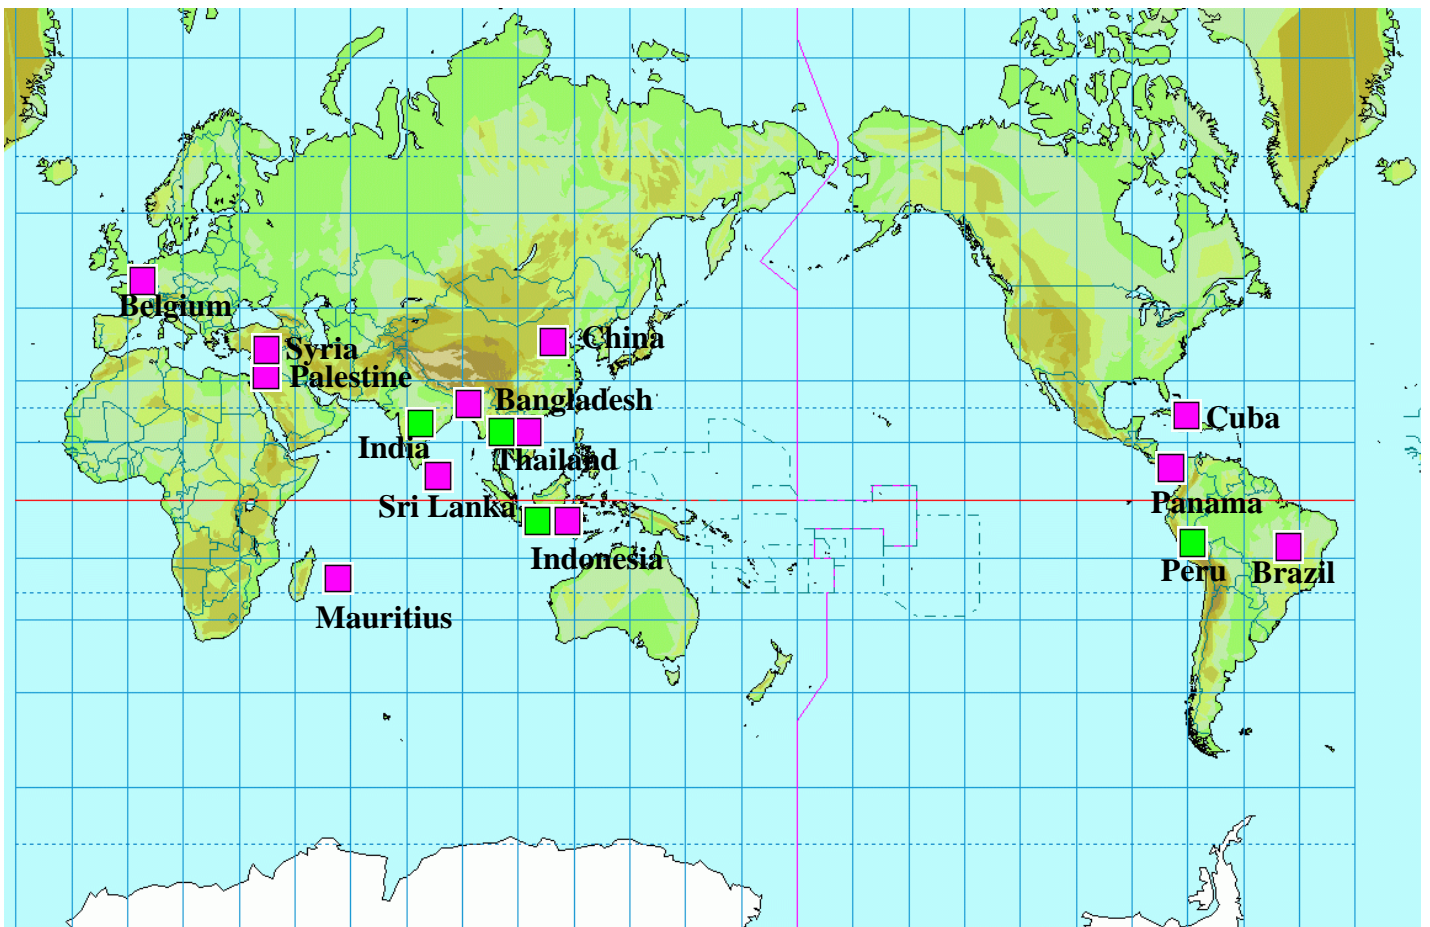 Belgium
China
Syria
Palestine
Bangladesh
Cuba
India
Thailand
Sri Lanka
Panama
Indonesia
Peru
Brazil
Mauritius